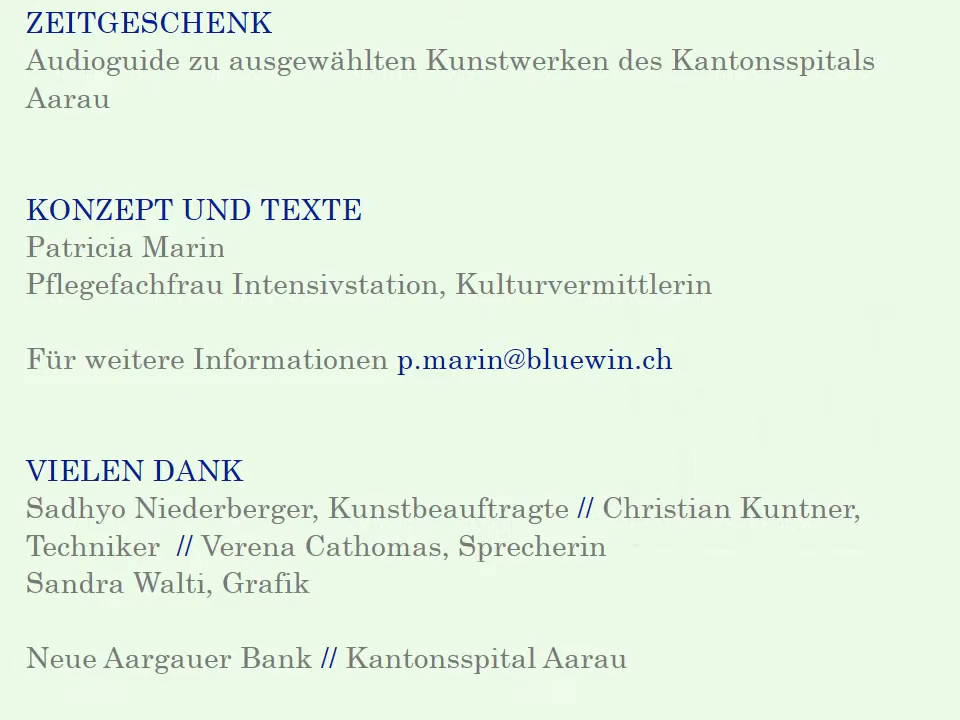 ZEITGESCHENK
Audioguide zu ausgewählten Kunstwerken des Kantonsspitals
Aarau
KONZEPT UND TEXTE
Patricia Marin
Pflegefachfrau Intensivstation, Kulturvermittlerin
Für weitere Informationen p.marin@bluewin.ch
VIELEN DANK
Sadhyo Niederberger, Kunstbeauftragte // Christian Kuntner,
Techniker // Verena Cathomas, Sprecherin
Sandra Walti, Grafik
Neue Aargauer Bank // Kantonsspital Aarau